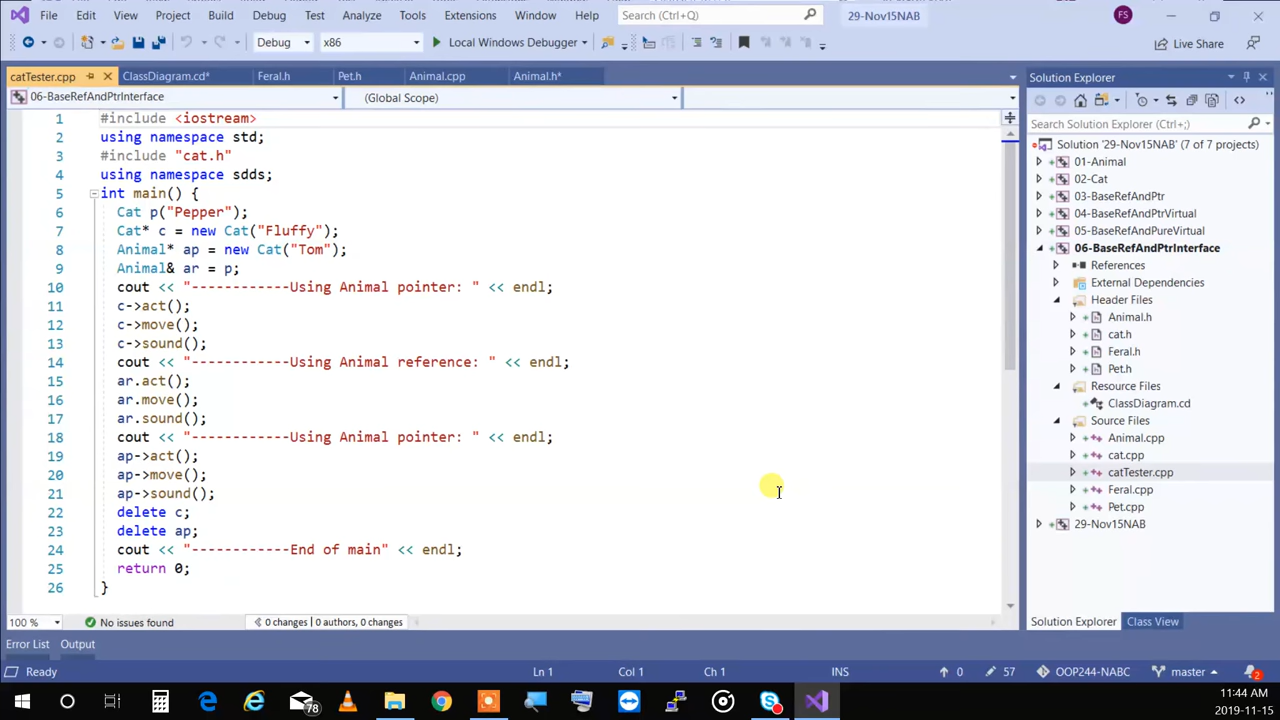 File Edit View Project Build Debug Test Analyze Tools Extensions Window Help Search (Ctrl+Q) 29-Nov15NAB FS
Debug x86 Local Windows Debugger Live Share
catTester.cpp ClassDiagram.cd* Feral.h Pet.h Animal.cpp Animal.h*
06-BaseRefAndPtrInterface (Global Scope)
1 #include <iostream>
2 using namespace std;
3 #include "cat.h"
4 using namespace sdds;
5 int main() {
6 Cat p("Pepper");
7 Cat* c = new Cat("Fluffy");
8 Animal* ap = new Cat("Tom");
9 Animal& ar = p;
10 cout << "------------Using Animal pointer: " << endl;
11 c->act();
12 c->move();
13 c->sound();
14 cout << "------------Using Animal reference: " << endl;
15 ar.act();
16 ar.move();
17 ar.sound();
18 cout << "------------Using Animal pointer: " << endl;
19 ap->act();
20 ap->move();
21 ap->sound();
22 delete c;
23 delete ap;
24 cout << "------------End of main" << endl;
25 return 0;
26 }
100 % No issues found 0 changes | 0 authors, 0 changes
Solution Explorer
Search Solution Explorer (Ctrl+;)
Solution '29-Nov15NAB' (7 of 7 projects)
01-Animal
02-Cat
03-BaseRefAndPtr
04-BaseRefAndPtrVirtual
05-BaseRefAndPureVirtual
06-BaseRefAndPtrInterface
References
External Dependencies
Header Files
Animal.h
cat.h
Feral.h
Pet.h
Resource Files
ClassDiagram.cd
Source Files
Animal.cpp
cat.cpp
catTester.cpp
Feral.cpp
Pet.cpp
29-Nov15NAB
Solution Explorer Class View
Error List Output
Ready Ln 1 Col 1 Ch 1 INS 0 57 OOP244-NABC master 2
78
11:44 AM
2019-11-15